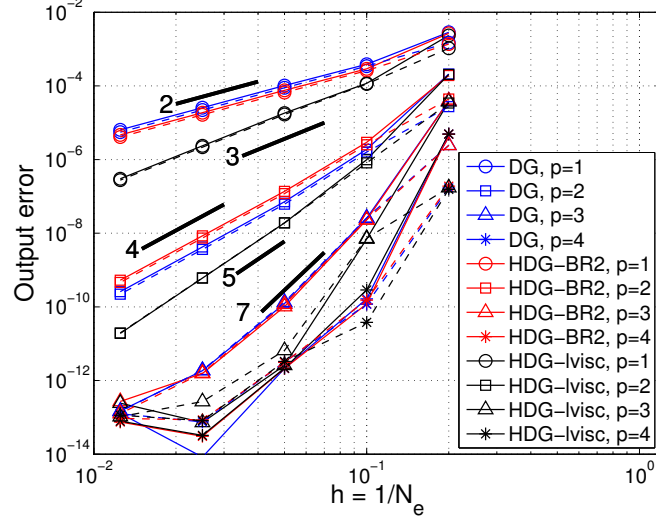 Output error
10^−2
10^−4
10^−6
10^−8
10^−10
10^−12
10^−14
2
3
4
5
7
DG, p=1
DG, p=2
DG, p=3
DG, p=4
HDG−BR2, p=1
HDG−BR2, p=2
HDG−BR2, p=3
HDG−BR2, p=4
HDG−lvisc, p=1
HDG−lvisc, p=2
HDG−lvisc, p=3
HDG−lvisc, p=4
10^−2
10^−1
10^0
h = 1/N_e